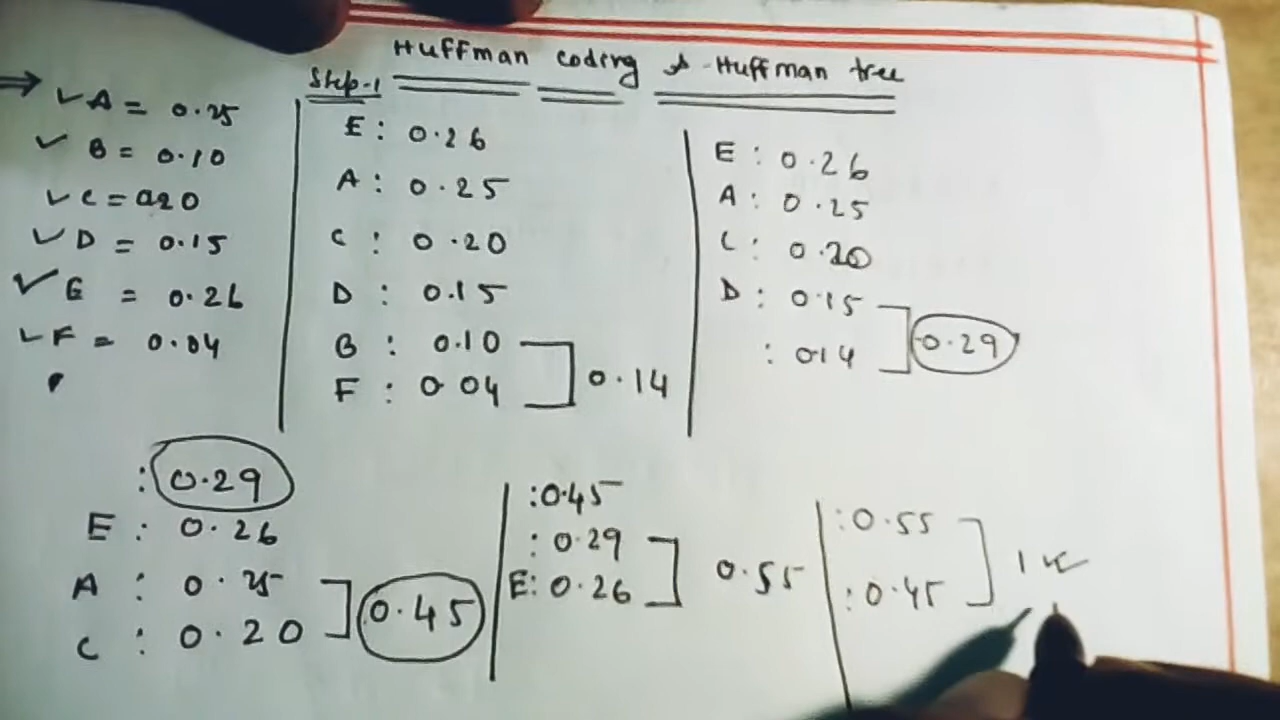 Huffman coding & Huffman tree
⇒ ✓A = 0.25
✓ B = 0.10
✓C = 0.20
✓D = 0.15
✓E = 0.26
✓F = 0.04
Step-1
E : 0.26
A : 0.25
C : 0.20
D : 0.15
B : 0.10
F : 0.04
0.14
E : 0.26
A : 0.25
C : 0.20
D : 0.15
: 014
0.29
: 0.29
E : 0.26
A : 0.25
C : 0.20
0.45
: 0.45
: 0.29
E : 0.26
0.55
: 0.55
: 0.45
1